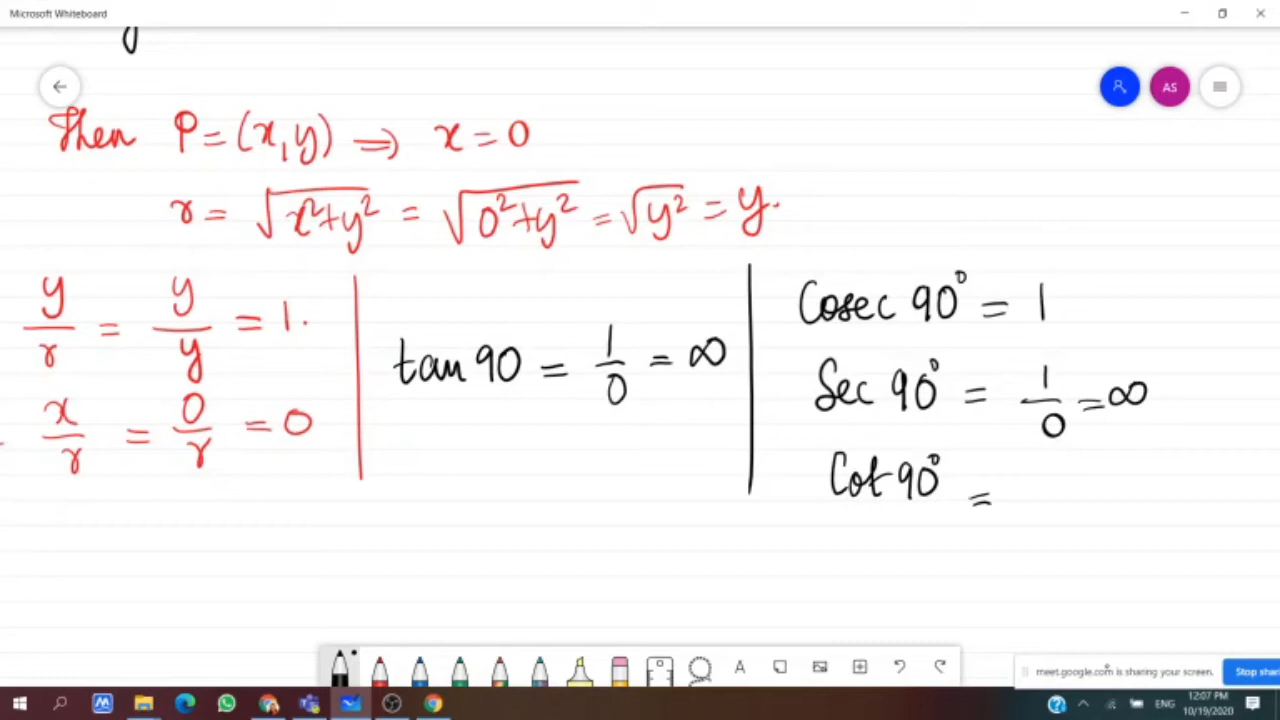 Microsoft Whiteboard
AS
Then P = (x, y) ⇒ x = 0
r = √x²+y² = √0²+y² = √y² = y.
y/r = y/y = 1.
x/r = 0/r = 0
tan 90 = 1/0 = ∞
Cosec 90° = 1
Sec 90° = 1/0 = ∞
Cot 90° =
A
meet.google.com is sharing your screen.
Stop shar
ENG
12:07 PM
10/19/2020